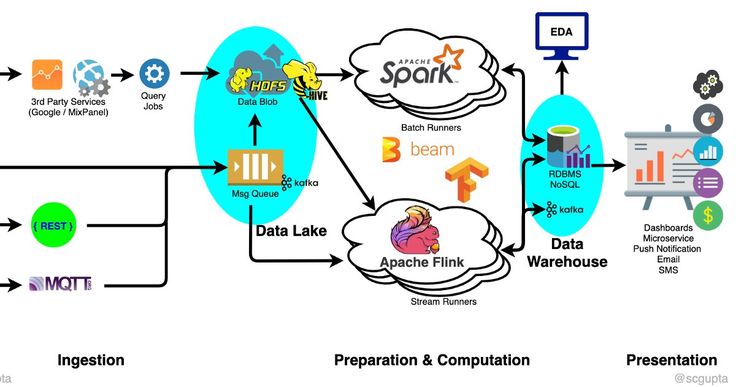 EDA
APACHE
Spark
HDFS
HIVE
3rd Party Services
(Google / MixPanel)
Query
Jobs
Data Blob
Batch Runners
beam
RDBMS
NoSQL
Msg Queue
kafka
kafka
{ REST }
Data Lake
Data
Warehouse
Dashboards
Microservice
Push Notification
Email
SMS
Apache Flink
MQTT
.ORG
Stream Runners
Ingestion
Preparation & Computation
Presentation
pta
@scgupta